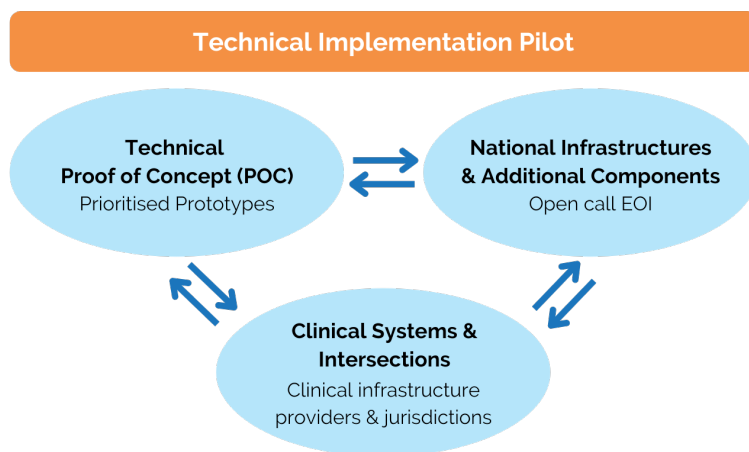 Technical Implementation Pilot
Technical
Proof of Concept (POC)
Prioritised Prototypes
National Infrastructures
& Additional Components
Open call EOI
Clinical Systems &
Intersections
Clinical infrastructure
providers & jurisdictions